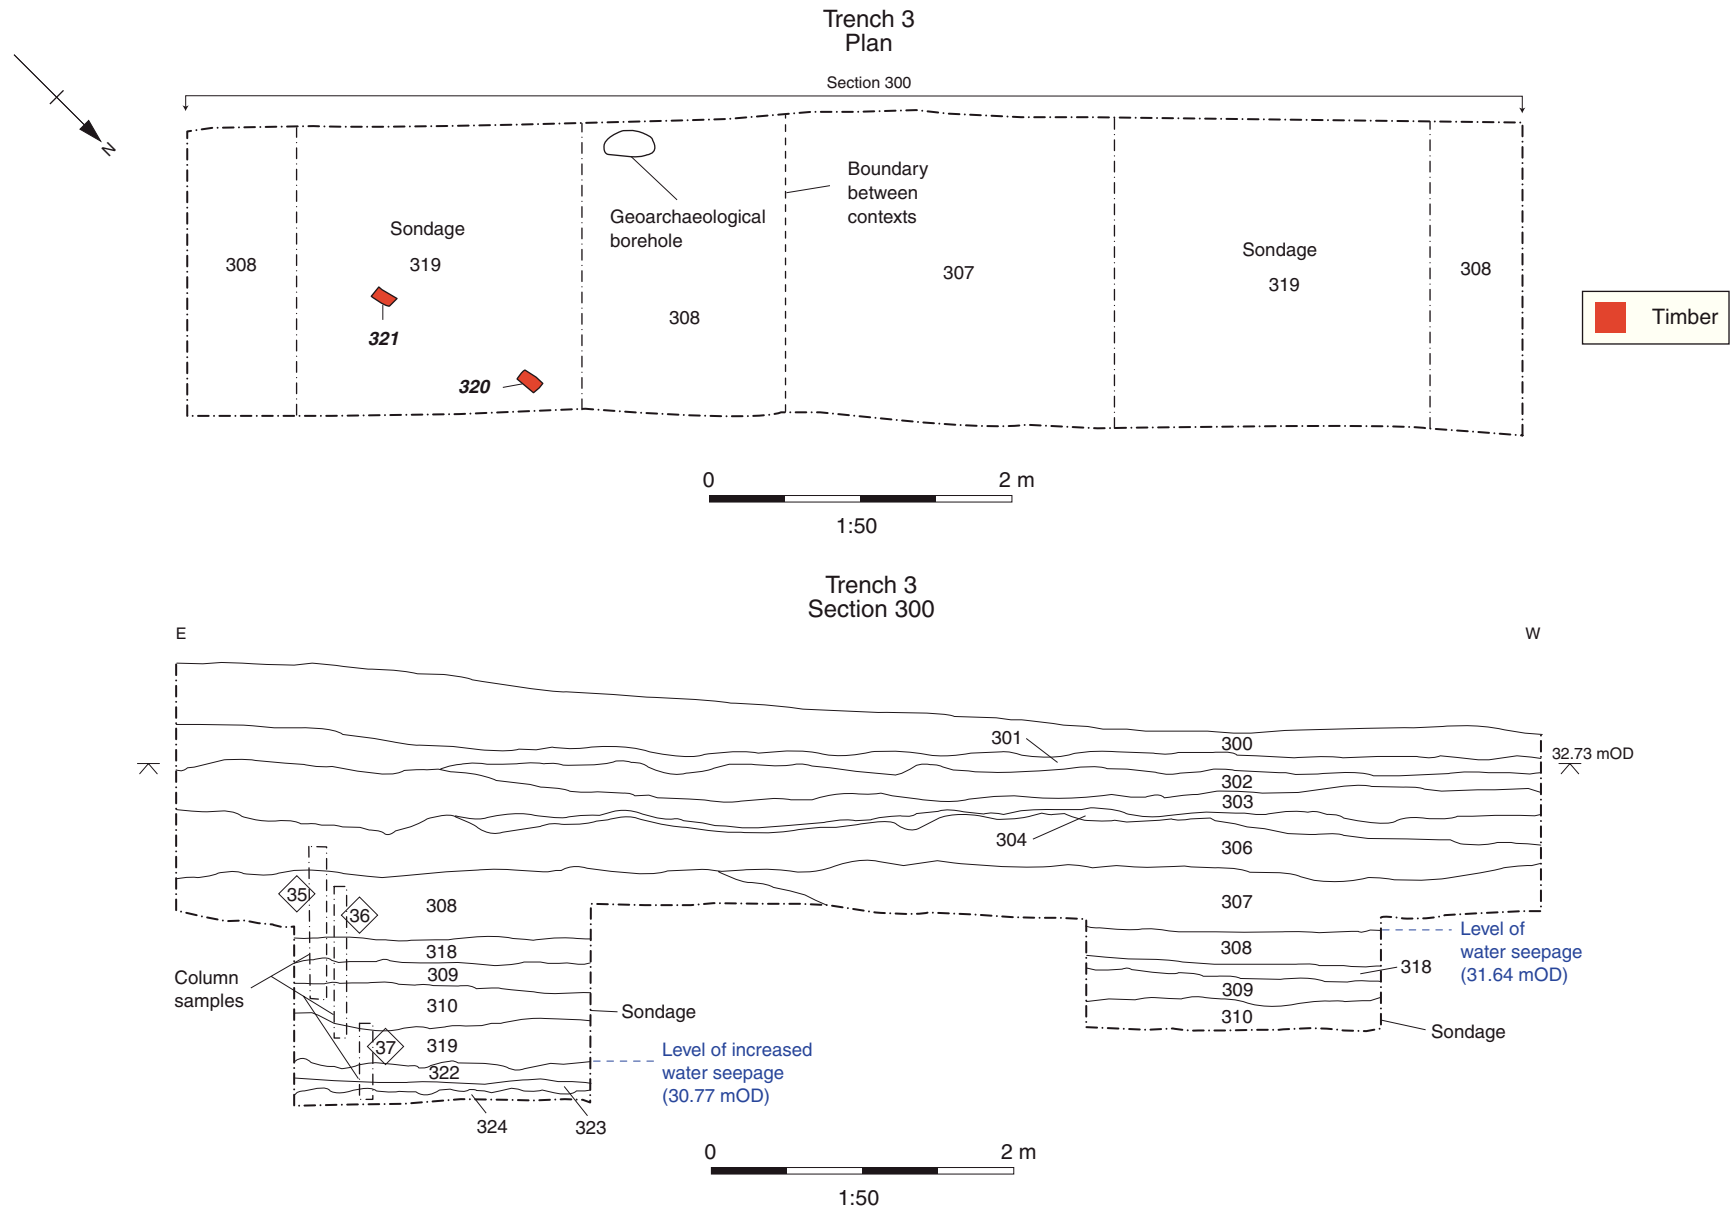 Trench 3
Plan
Section 300
N
Boundary
between
contexts
Geoarchaeological
borehole
Sondage
319
308
321
320
308
307
Sondage
319
308
Timber
0 2 m
1:50
Trench 3
Section 300
E W
301
300
32.73 mOD
302
303
304
306
35
36
308
307
318
309
310
Column
samples
Sondage
319
37
322
324
323
Level of increased
water seepage
(30.77 mOD)
Level of
water seepage
(31.64 mOD)
308
318
309
310
Sondage
0 2 m
1:50